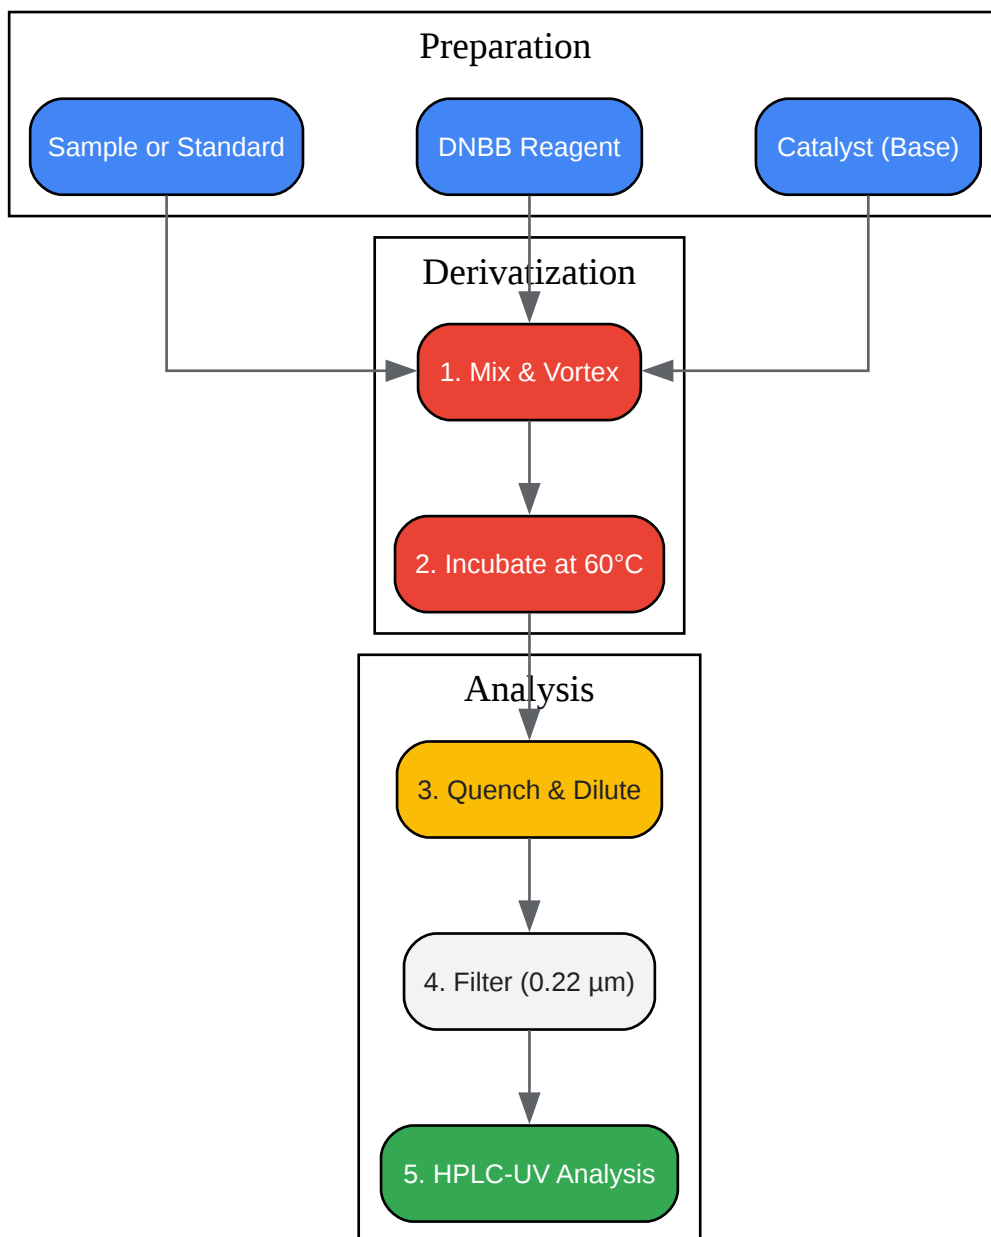 Preparation
Sample or Standard
DNBB Reagent
Catalyst (Base)
Derivatization
1. Mix & Vortex
2. Incubate at 60°C
Analysis
3. Quench & Dilute
4. Filter (0.22 µm)
5. HPLC-UV Analysis